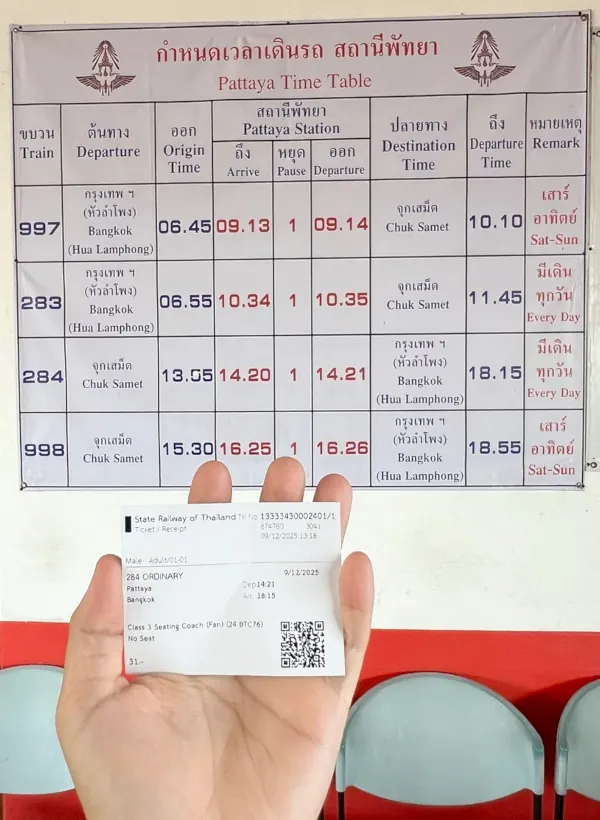 กำหนดเวลาเดินรถ สถานีพัทยา
Pattaya Time Table
ขบวน
Train
ต้นทาง
Departure
ออก
Origin
Time
สถานีพัทยา
Pattaya Station
ถึง
Arrive
หยุด
Pause
ออก
Departure
ปลายทาง
Destination
Time
ถึง
Departure
Time
หมายเหตุ
Remark
997
กรุงเทพ ฯ
(หัวลำโพง)
Bangkok
(Hua Lamphong)
06.45
09.13
1
09.14
จุกเสม็ด
Chuk Samet
10.10
เสาร์
อาทิตย์
Sat-Sun
283
กรุงเทพ ฯ
(หัวลำโพง)
Bangkok
(Hua Lamphong)
06.55
10.34
1
10.35
จุกเสม็ด
Chuk Samet
11.45
มีเดิน
ทุกวัน
Every Day
284
จุกเสม็ด
Chuk Samet
13.05
14.20
1
14.21
กรุงเทพ ฯ
(หัวลำโพง)
Bangkok
(Hua Lamphong)
18.15
มีเดิน
ทุกวัน
Every Day
998
จุกเสม็ด
Chuk Samet
15.30
16.25
1
16.26
กรุงเทพ ฯ
(หัวลำโพง)
Bangkok
(Hua Lamphong)
18.55
เสาร์
อาทิตย์
Sat-Sun
State Railway of Thailand No 13333430002401/1
Ticket / Receipt
874760 3041
09/12/2025 13:18
Male Adult/01-01
284 ORDINARY 9/12/2025
Pattaya Dep.14:21
Bangkok Arr. 18:15
Class 3 Seating Coach (Fan) (24 BTC76)
No Seat
31.-